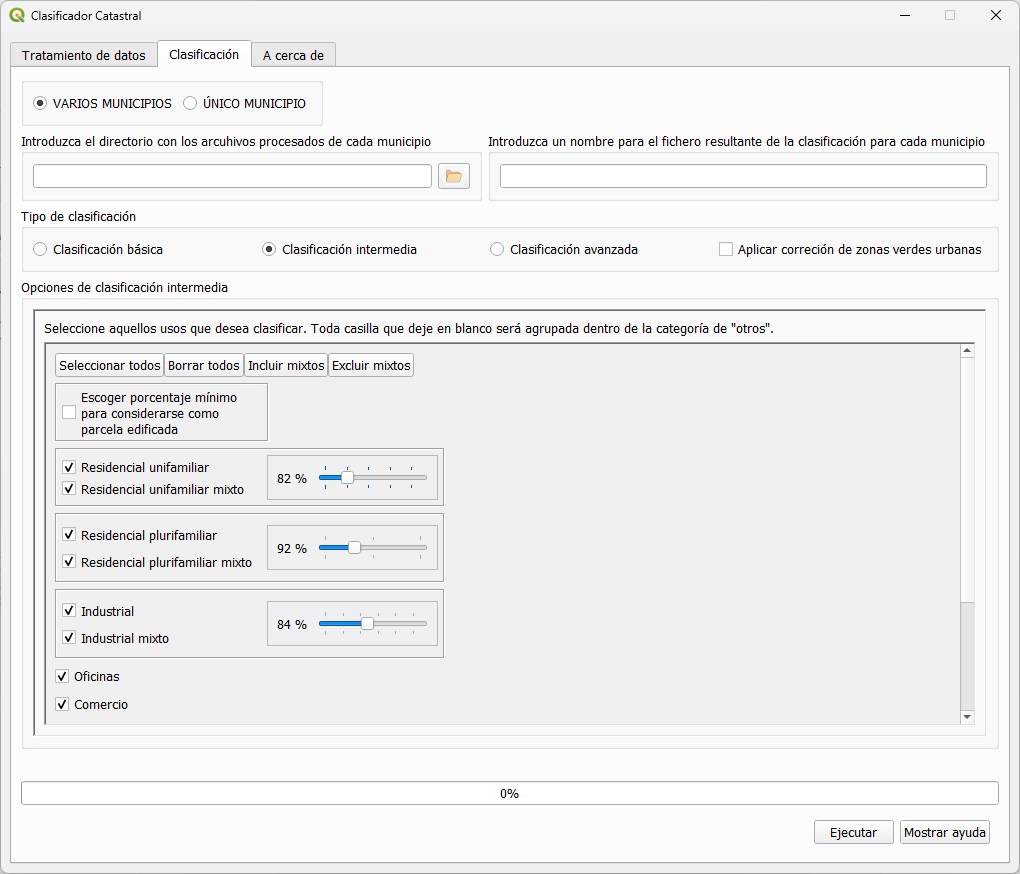 Clasificador Catastral
Tratamiento de datos
Clasificación
A cerca de
VARIOS MUNICIPIOS
ÚNICO MUNICIPIO
Introduzca el directorio con los arcuhivos procesados de cada municipio
Introduzca un nombre para el fichero resultante de la clasificación para cada municipio
Tipo de clasificación
Clasificación básica
Clasificación intermedia
Clasificación avanzada
Aplicar correción de zonas verdes urbanas
Opciones de clasificación intermedia
Seleccione aquellos usos que desea clasificar. Toda casilla que deje en blanco será agrupada dentro de la categoría de "otros".
Seleccionar todos
Borrar todos
Incluir mixtos
Excluir mixtos
Escoger porcentaje mínimo
para considerarse como
parcela edificada
Residencial unifamiliar
Residencial unifamiliar mixto
82 %
Residencial plurifamiliar
Residencial plurifamiliar mixto
92 %
Industrial
Industrial mixto
84 %
Oficinas
Comercio
0%
Ejecutar
Mostrar ayuda